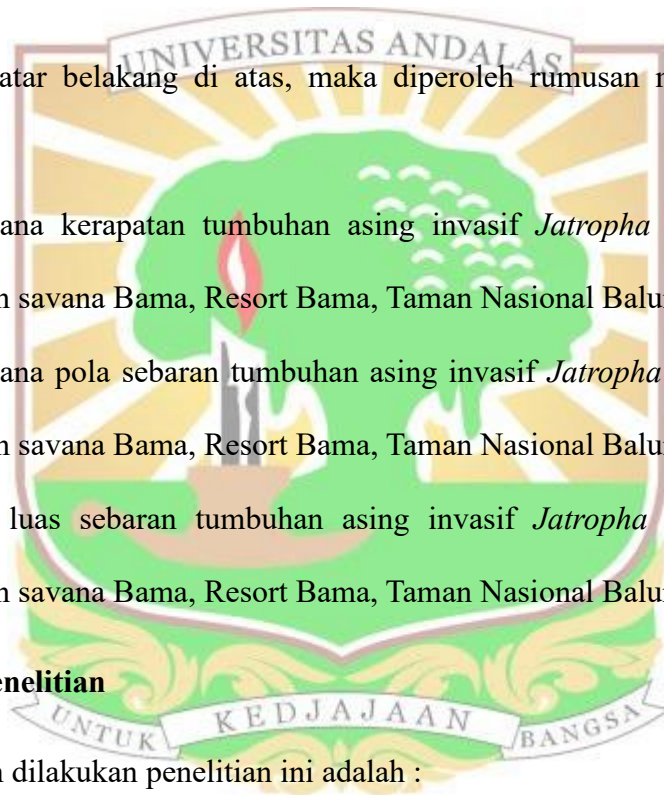 UNIVERSITAS ANDALAS
atar belakang di atas, maka diperoleh rumusan
ana kerapatan tumbuhan asing invasif Jatropha
savana Bama, Resort Bama, Taman Nasional Balu
ana pola sebaran tumbuhan asing invasif Jatropha
savana Bama, Resort Bama, Taman Nasional Balu
luas sebaran tumbuhan asing invasif Jatropha
savana Bama, Resort Bama, Taman Nasional Balu
enelitian
UNTUK KEDJAJAAN BANGSA
dilakukan penelitian ini adalah :